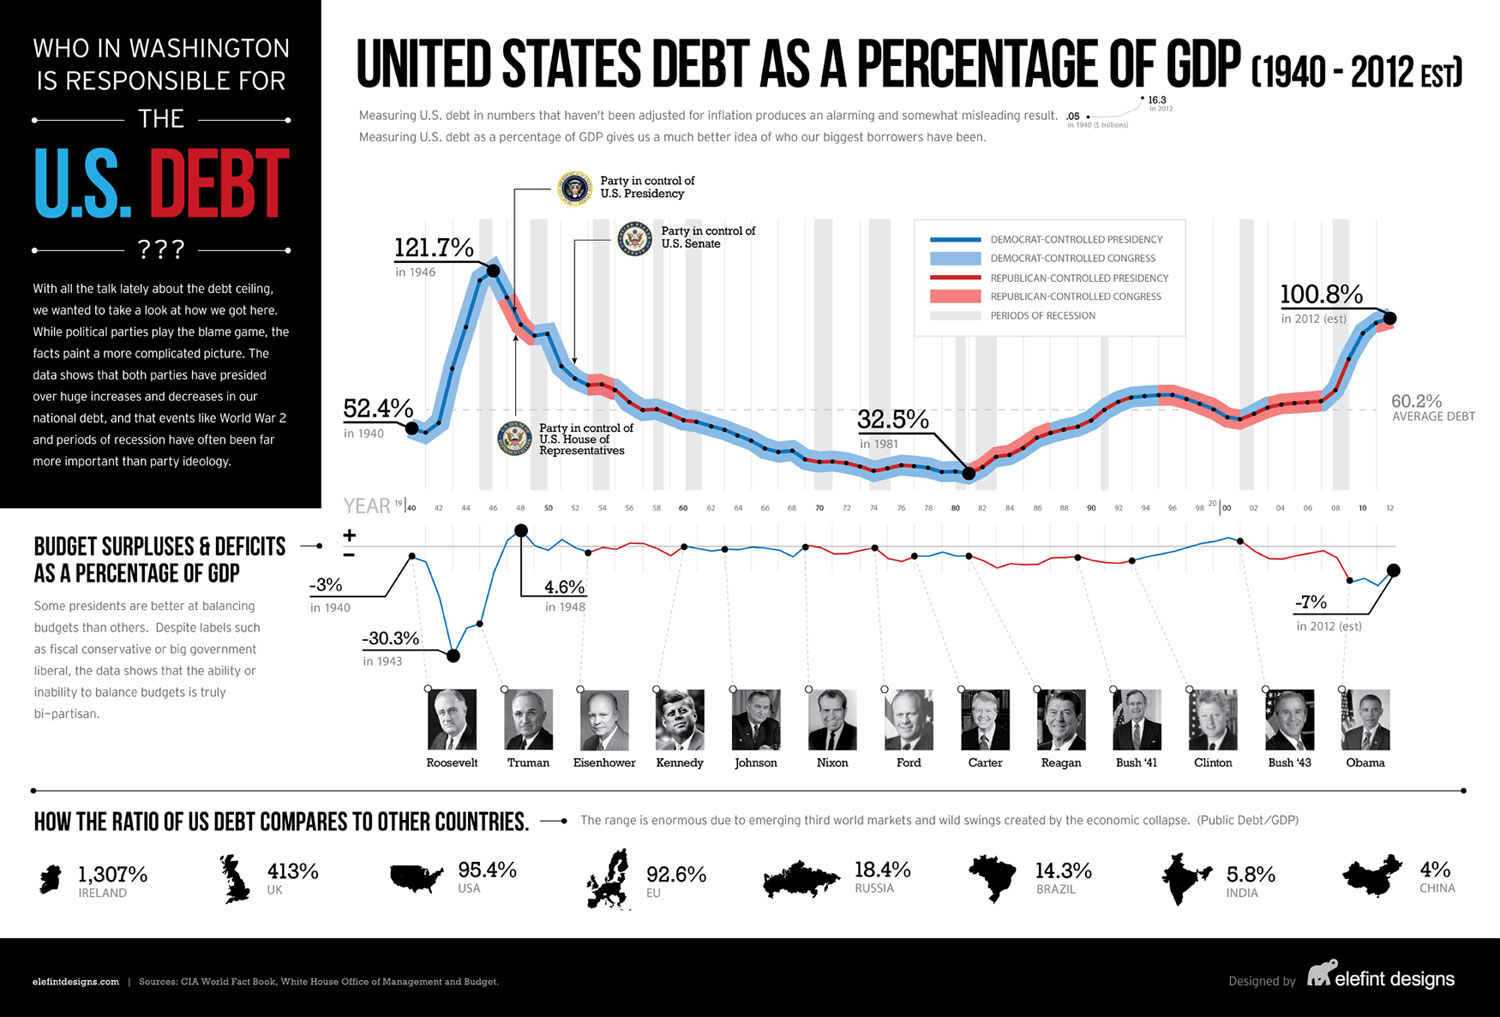 WHO IN WASHINGTON
IS RESPONSIBLE FOR
THE
U.S. DEBT
???
With all the talk lately about the debt ceiling,
we wanted to take a look at how we got here.
While political parties play the blame game, the
facts paint a more complicated picture. The
data shows that both parties have presided
over huge increases and decreases in our
national debt, and that events like World War 2
and periods of recession have often been far
more important than party ideology.
UNITED STATES DEBT AS A PERCENTAGE OF GDP (1940 - 2012 EST)
Measuring U.S. debt in numbers that haven't been adjusted for inflation produces an alarming and somewhat misleading result.
Measuring U.S. debt as a percentage of GDP gives us a much better idea of who our biggest borrowers have been.
.05
in 1940 ($ trillions)
16.3
in 2012
Party in control of
U.S. Presidency
Party in control of
U.S. Senate
Party in control of
U.S. House of
Representatives
DEMOCRAT-CONTROLLED PRESIDENCY
DEMOCRAT-CONTROLLED CONGRESS
REPUBLICAN-CONTROLLED PRESIDENCY
REPUBLICAN-CONTROLLED CONGRESS
PERIODS OF RECESSION
121.7%
in 1946
52.4%
in 1940
32.5%
in 1981
100.8%
in 2012 (est)
60.2%
AVERAGE DEBT
YEAR 19 40 42 44 46 48 50 52 54 56 58 60 62 64 66 68 70 72 74 76 78 80 82 84 86 88 90 92 94 96 98 20 00 02 04 06 08 10 12
BUDGET SURPLUSES & DEFICITS
AS A PERCENTAGE OF GDP
Some presidents are better at balancing
budgets than others. Despite labels such
as fiscal conservative or big government
liberal, the data shows that the ability or
inability to balance budgets is truly
bi-partisan.
+
−
-3%
in 1940
-30.3%
in 1943
4.6%
in 1948
-7%
in 2012 (est)
Roosevelt Truman Eisenhower Kennedy Johnson Nixon Ford Carter Reagan Bush '41 Clinton Bush '43 Obama
HOW THE RATIO OF US DEBT COMPARES TO OTHER COUNTRIES.
The range is enormous due to emerging third world markets and wild swings created by the economic collapse. (Public Debt/GDP)
1,307%
IRELAND
413%
UK
95.4%
USA
92.6%
EU
18.4%
RUSSIA
14.3%
BRAZIL
5.8%
INDIA
4%
CHINA
elefintdesigns.com | Sources: CIA World Fact Book, White House Office of Management and Budget.
Designed by elefint designs